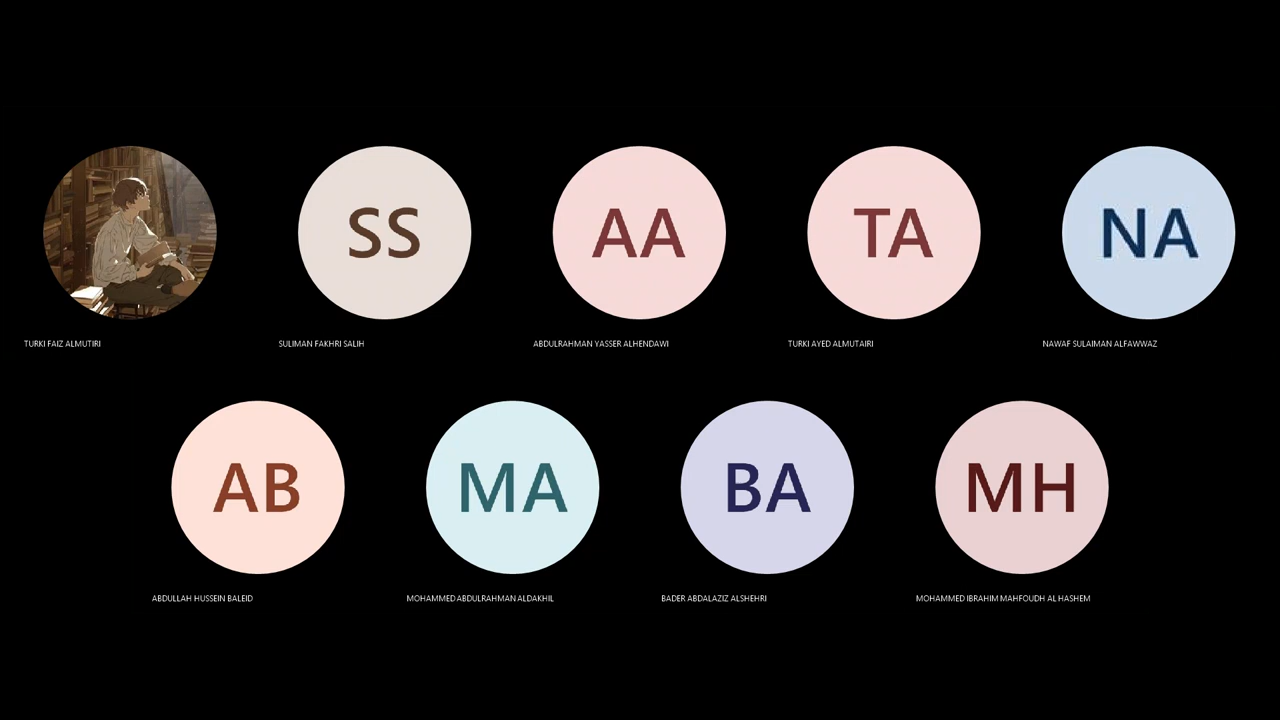 SS
AA
TA
NA
TURKI FAIZ ALMUTIRI
SULIMAN FAKHRI SALIH
ABDULRAHMAN YASSER ALHENDAWI
TURKI AYED ALMUTAIRI
NAWAF SULAIMAN ALFAWWAZ
AB
MA
BA
MH
ABDULLAH HUSSEIN BALEID
MOHAMMED ABDULRAHMAN ALDAKHIL
BADER ABDALAZIZ ALSHEHRI
MOHAMMED IBRAHIM MAHFOUDH AL HASHEM